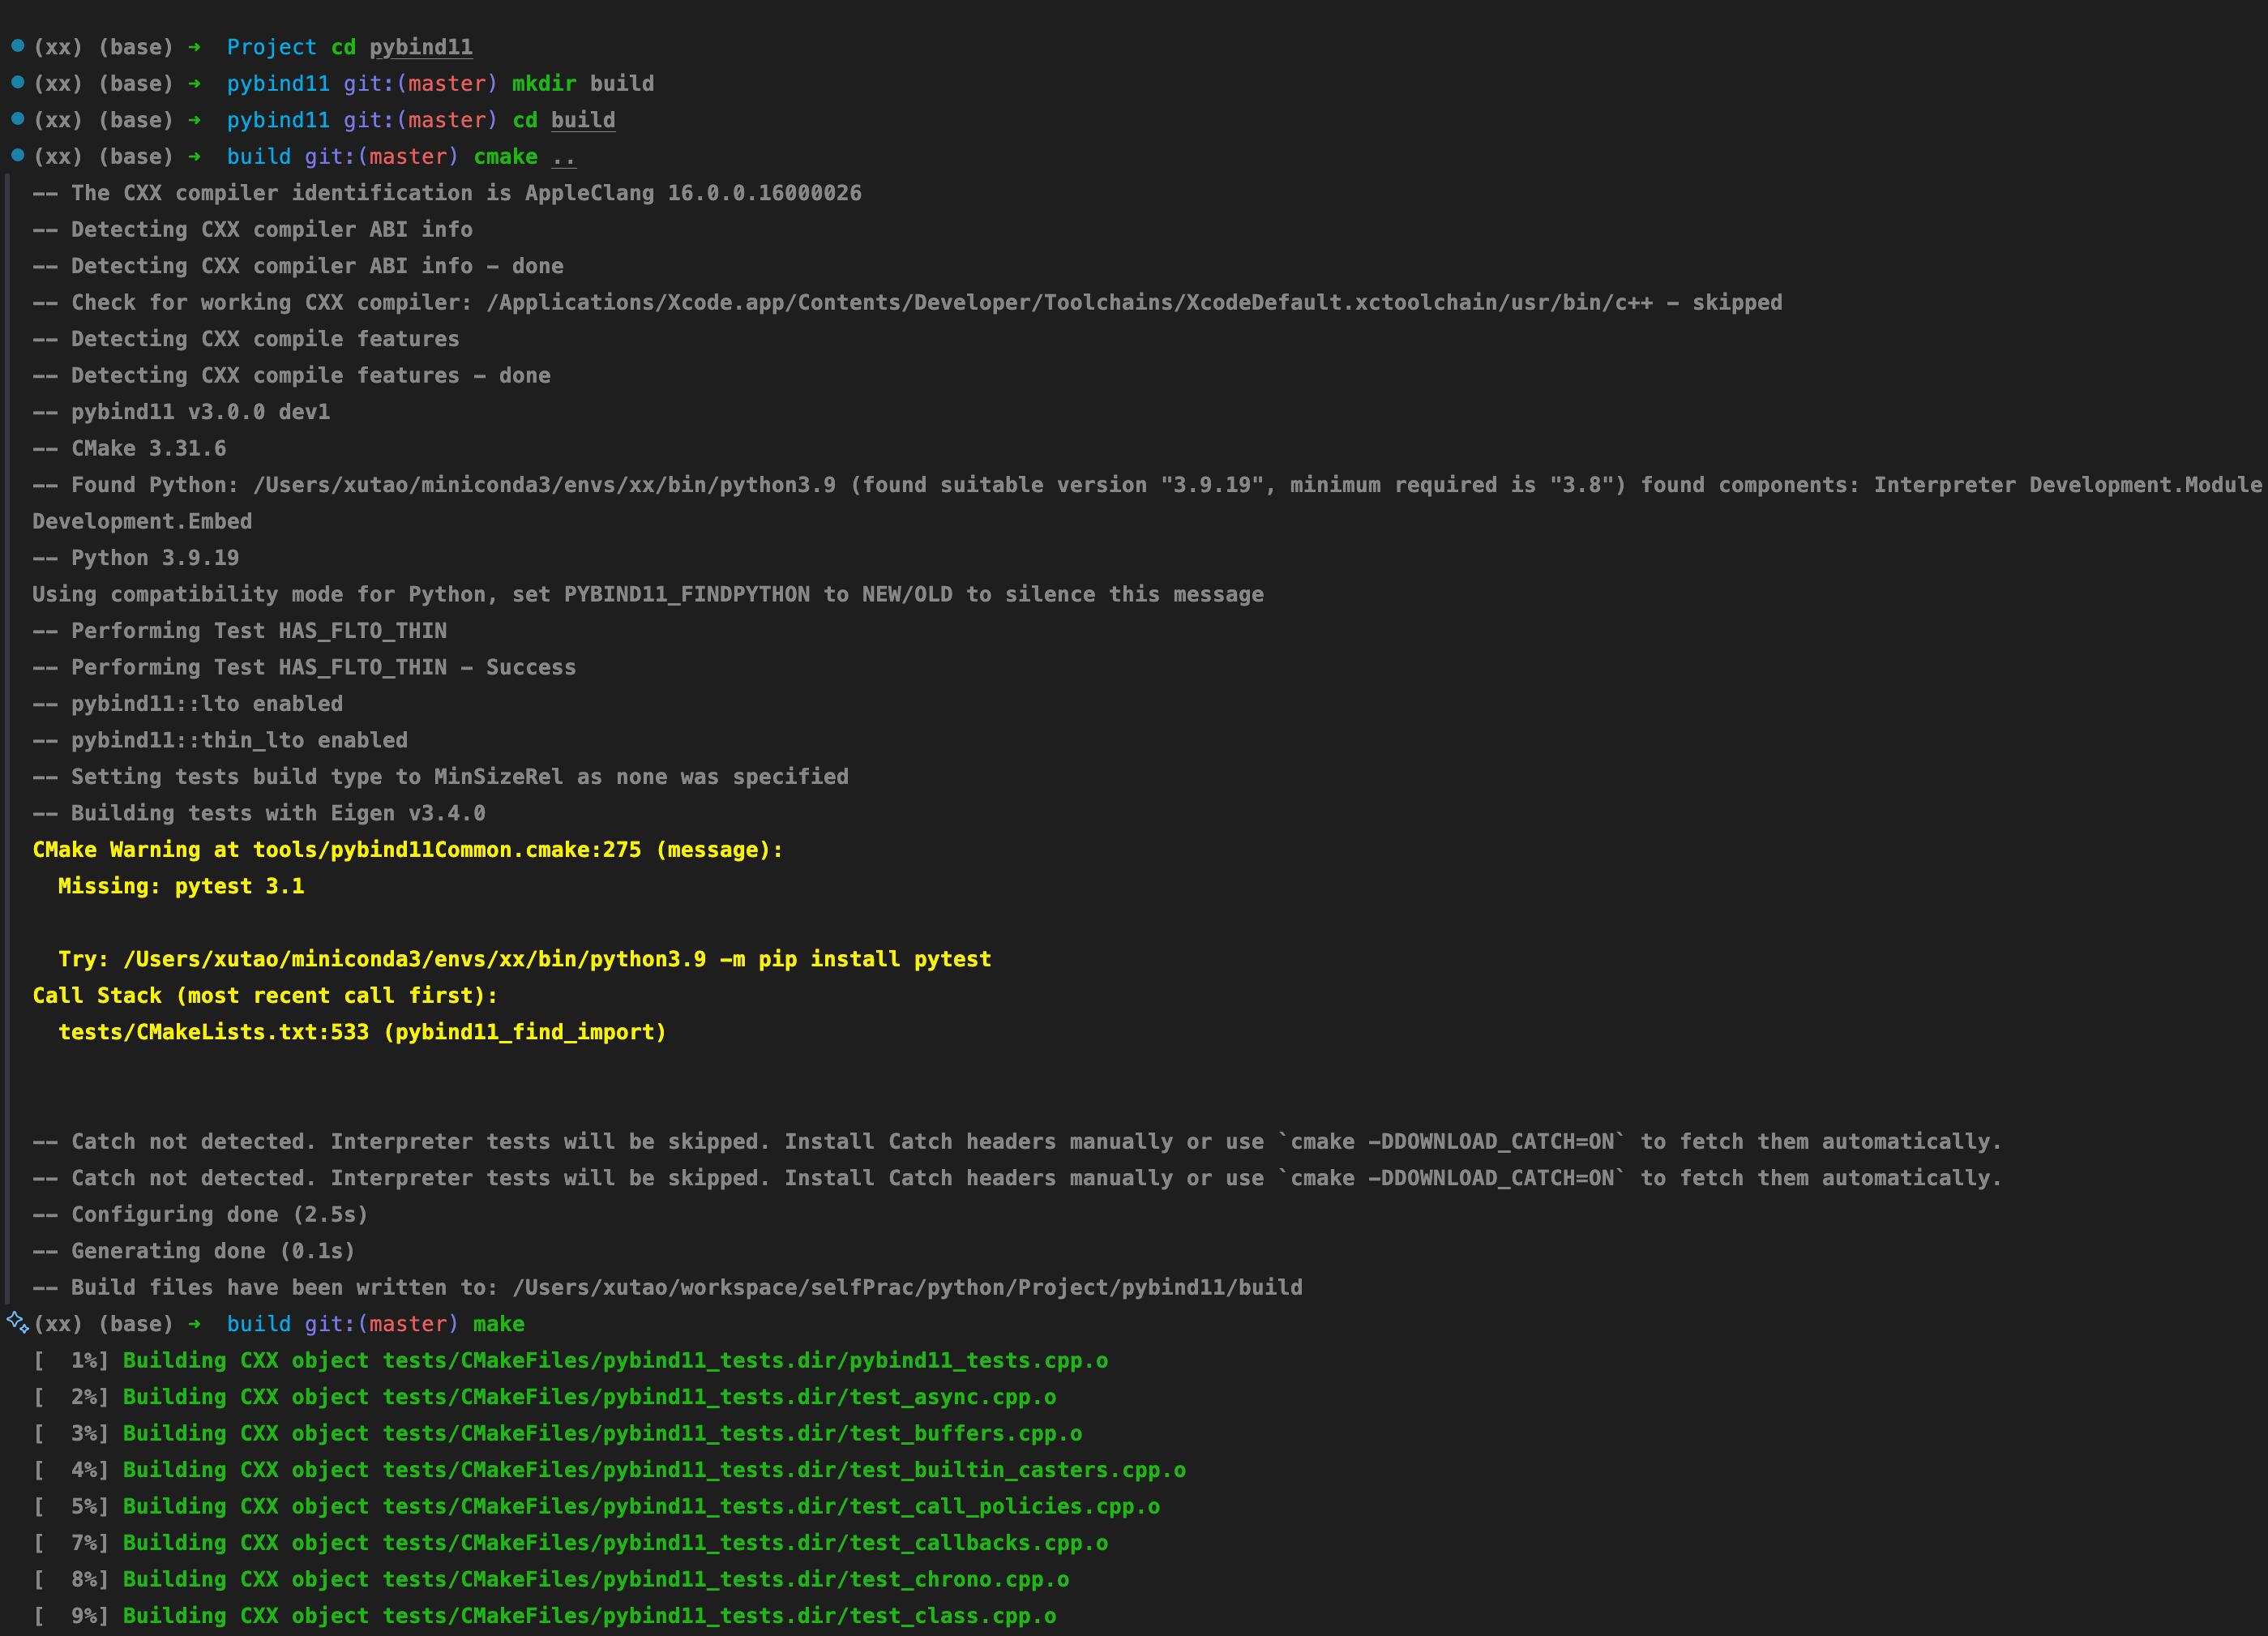 (xx) (base) ➜  Project cd pybind11
(xx) (base) ➜  pybind11 git:(master) mkdir build
(xx) (base) ➜  pybind11 git:(master) cd build
(xx) (base) ➜  build git:(master) cmake ..
-- The CXX compiler identification is AppleClang 16.0.0.16000026
-- Detecting CXX compiler ABI info
-- Detecting CXX compiler ABI info - done
-- Check for working CXX compiler: /Applications/Xcode.app/Contents/Developer/Toolchains/XcodeDefault.xctoolchain/usr/bin/c++ - skipped
-- Detecting CXX compile features
-- Detecting CXX compile features - done
-- pybind11 v3.0.0 dev1
-- CMake 3.31.6
-- Found Python: /Users/xutao/miniconda3/envs/xx/bin/python3.9 (found suitable version "3.9.19", minimum required is "3.8") found components: Interpreter Development.Module
Development.Embed
-- Python 3.9.19
Using compatibility mode for Python, set PYBIND11_FINDPYTHON to NEW/OLD to silence this message
-- Performing Test HAS_FLTO_THIN
-- Performing Test HAS_FLTO_THIN - Success
-- pybind11::lto enabled
-- pybind11::thin_lto enabled
-- Setting tests build type to MinSizeRel as none was specified
-- Building tests with Eigen v3.4.0
CMake Warning at tools/pybind11Common.cmake:275 (message):
  Missing: pytest 3.1
  Try: /Users/xutao/miniconda3/envs/xx/bin/python3.9 -m pip install pytest
Call Stack (most recent call first):
  tests/CMakeLists.txt:533 (pybind11_find_import)
-- Catch not detected. Interpreter tests will be skipped. Install Catch headers manually or use `cmake -DDOWNLOAD_CATCH=ON` to fetch them automatically.
-- Catch not detected. Interpreter tests will be skipped. Install Catch headers manually or use `cmake -DDOWNLOAD_CATCH=ON` to fetch them automatically.
-- Configuring done (2.5s)
-- Generating done (0.1s)
-- Build files have been written to: /Users/xutao/workspace/selfPrac/python/Project/pybind11/build
(xx) (base) ➜  build git:(master) make
[  1%] Building CXX object tests/CMakeFiles/pybind11_tests.dir/pybind11_tests.cpp.o
[  2%] Building CXX object tests/CMakeFiles/pybind11_tests.dir/test_async.cpp.o
[  3%] Building CXX object tests/CMakeFiles/pybind11_tests.dir/test_buffers.cpp.o
[  4%] Building CXX object tests/CMakeFiles/pybind11_tests.dir/test_builtin_casters.cpp.o
[  5%] Building CXX object tests/CMakeFiles/pybind11_tests.dir/test_call_policies.cpp.o
[  7%] Building CXX object tests/CMakeFiles/pybind11_tests.dir/test_callbacks.cpp.o
[  8%] Building CXX object tests/CMakeFiles/pybind11_tests.dir/test_chrono.cpp.o
[  9%] Building CXX object tests/CMakeFiles/pybind11_tests.dir/test_class.cpp.o